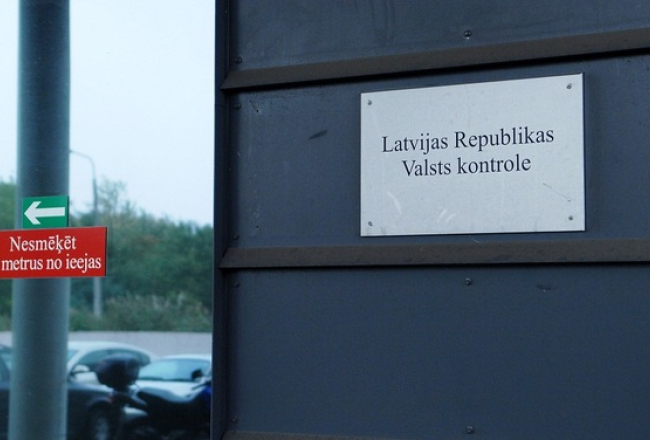 Latvijas Republikas
Valsts kontrole
Nesmēķēt
metrus no ieejas